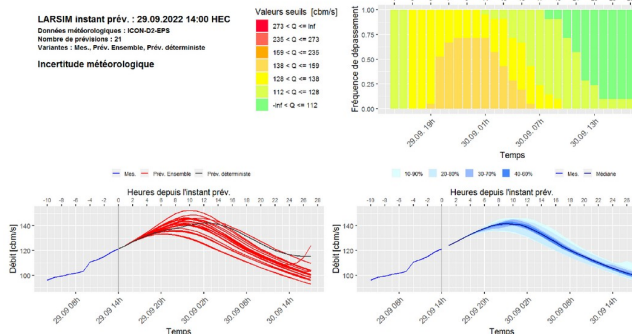 LARSIM instant prév. : 29.09.2022 14:00 HEC
Données météorologiques : ICON-D2-EPS
Nombre de prévisions : 21
Variantes : Mes., Prév. Ensemble, Prév. déterministe
Incertitude météorologique
Valeurs seuils [cbm/s]
273 < Q <= Inf
235 < Q <= 273
159 < Q <= 235
138 < Q <= 159
128 < Q <= 138
112 < Q <= 128
-Inf < Q <= 112
Fréquence de dépassement
1.00
0.75
0.50
0.25
0.00
29.09. 19h
30.09. 01h
30.09. 07h
30.09. 13h
Temps
Mes. Prév. Ensemble Prév. déterministe
Heures depuis l'instant prév.
-10 -8 -6 -4 -2 0 2 4 6 8 10 12 14 16 18 20 22 24 26 28
Débit [cbm/s]
140
120
100
29.09 08h
29.09 14h
29.09 20h
30.09 02h
30.09 08h
30.09 14h
Temps
10-90% 20-80% 30-70% 40-60% Mes. Médiane
Heures depuis l'instant prév.
-10 -8 -6 -4 -2 0 2 4 6 8 10 12 14 16 18 20 22 24 26 28
Débit [cbm/s]
140
120
100
29.09 08h
29.09 14h
29.09 20h
30.09 02h
30.09 08h
30.09 14h
Temps